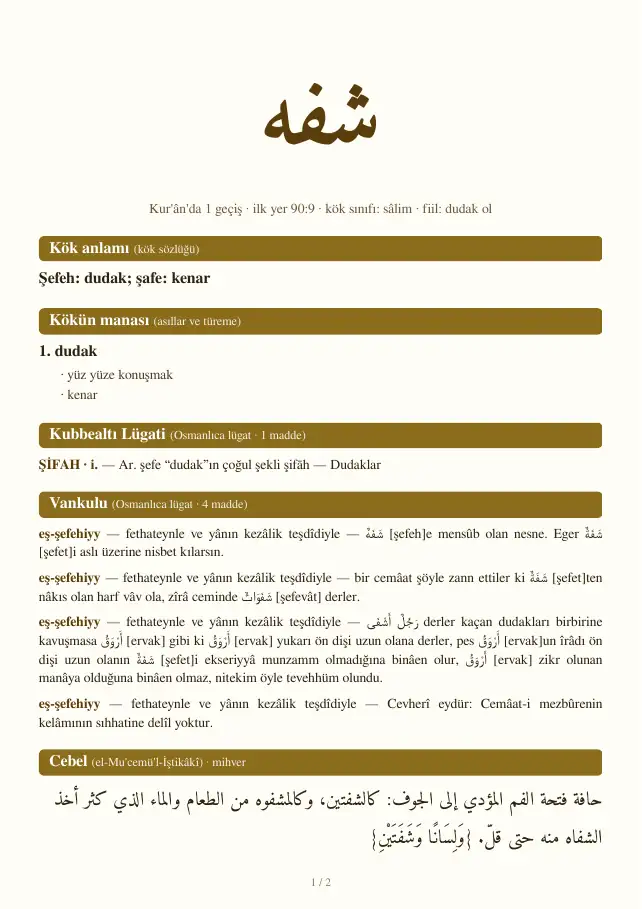 شفه
Kur'ân'da 1 geçiş · ilk yer 90:9 · kök sınıfı: sâlim · fiil: dudak ol
Kök anlamı (kök sözlüğü)
Şefeh: dudak; şafe: kenar
Kökün manası (asıllar ve türeme)
1. dudak
· yüz yüze konuşmak
· kenar
Kubbealtı Lügati (Osmanlıca lügat · 1 madde)
ŞİFAH · i. — Ar. şefe “dudak”ın çoğul şekli şifāh — Dudaklar
Vankulu (Osmanlıca lügat · 4 madde)
eş-şefehiyy — fethateynle ve yânın kezâlik teşdîdiyle — شَفَهْ [şefeh]e mensûb olan nesne. Eger شَفَةٌ
[şefet]i aslı üzerine nisbet kılarsın.
eş-şefehiyy — fethateynle ve yânın kezâlik teşdîdiyle — bir cemâat şöyle zann ettiler ki شَفَةٌ [şefet]ten
nâkıs olan harf vâv ola, zîrâ ceminde شَفَوَاتٌ [şefevât] derler.
eş-şefehiyy — fethateynle ve yânın kezâlik teşdîdiyle — رَجُلٌ أَشْفَى derler kaçan dudakları birbirine
kavuşmasa أَرْوَقُ [ervak] gibi ki أَرْوَقُ [ervak] yukarı ön dişi uzun olana derler, pes أَرْوَقُ [ervak]un îrâdı ön
dişi uzun olanın شَفَةٌ [şefet]i ekseriyyâ munzamm olmadığına binâen olur, أَرْوَقُ [ervak] zikr olunan
manâya olduğuna binâen olmaz, nitekim öyle tevehhüm olundu.
eş-şefehiyy — fethateynle ve yânın kezâlik teşdîdiyle — Cevherî eydür: Cemâat-i mezbûrenin
kelâmının sıhhatine delîl yoktur.
Cebel (el-Mu'cemü'l-İştikâkî) · mihver
حافة فتحة الفم المؤدي إلى الجوف: كالشفتين، وكالمشفوه من الطعام والماء الذي كثر أخذ
الشفاه منه حتى قلّ. {وَلِسَانًا وَشَفَتَيْنِ}
1 / 2